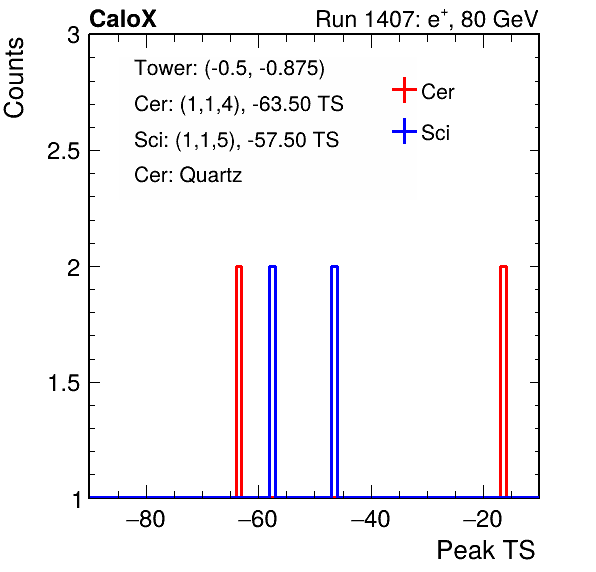 CaloX Run 1407: e⁺, 80 GeV
Counts
3
Tower: (-0.5, -0.875)
Cer: (1,1,4), -63.50 TS
Sci: (1,1,5), -57.50 TS
Cer: Quartz
Cer
Sci
2.5
2
1.5
1
−80 −60 −40 −20
Peak TS